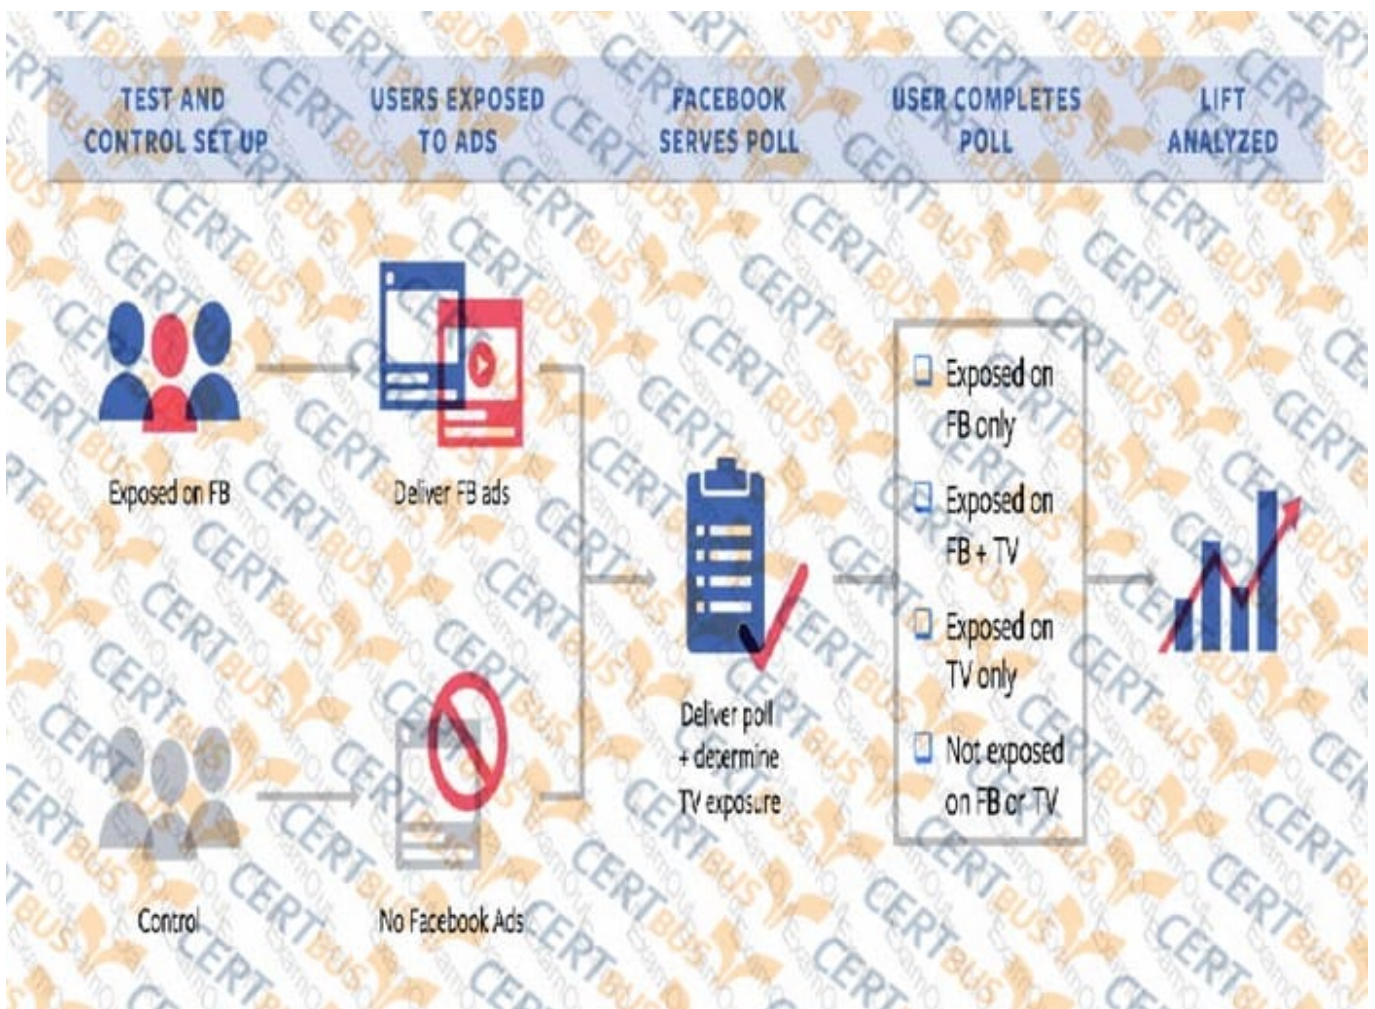 TEST AND
CONTROL SET UP
USERS EXPOSED
TO ADS
FACEBOOK
SERVES POLL
USER COMPLETES
POLL
LIFT
ANALYZED
Exposed on FB
Deliver FB ads
Deliver poll
+ determine
TV exposure
Exposed on
FB only
Exposed on
FB + TV
Exposed on
TV only
Not exposed
on FB or TV
Control
No Facebook Ads
CERTBUS